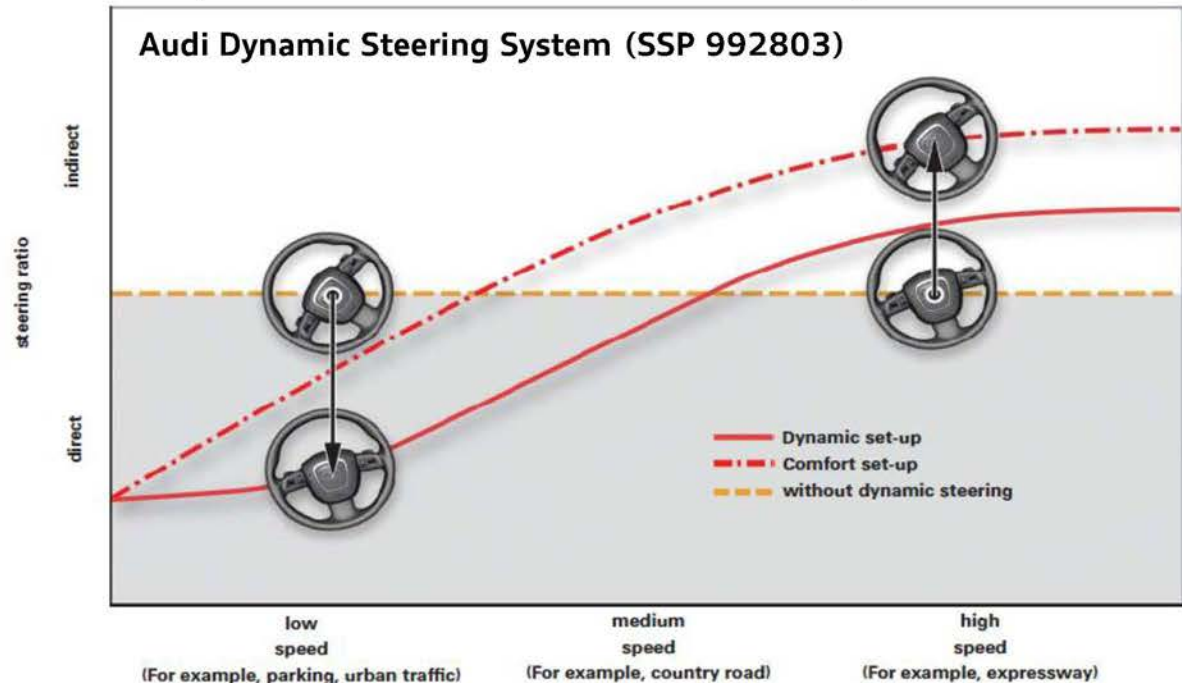 Audi Dynamic Steering System (SSP 992803)
indirect
steering ratio
direct
Dynamic set-up
Comfort set-up
without dynamic steering
low
speed
(For example, parking, urban traffic)
medium
speed
(For example, country road)
high
speed
(For example, expressway)